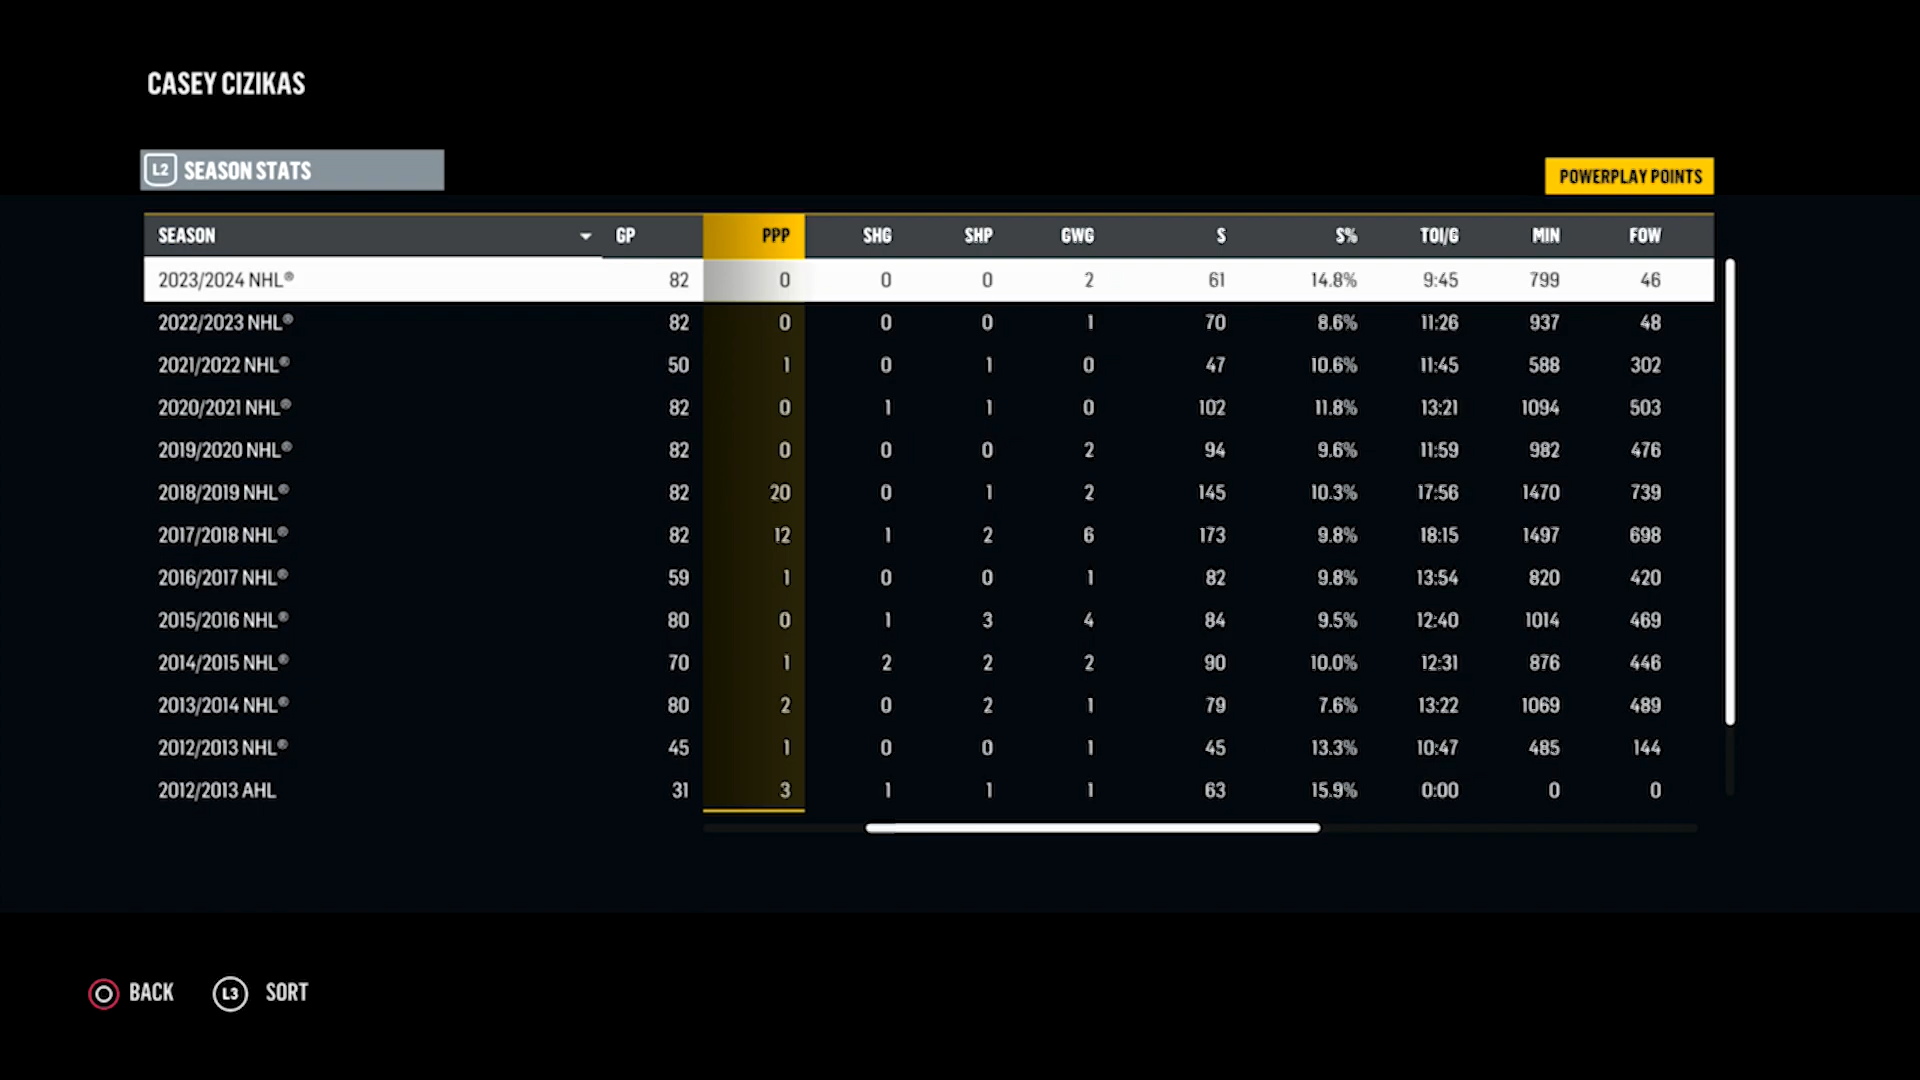 CASEY CIZIKAS
L2 SEASON STATS
POWERPLAY POINTS
SEASON GP PPP SHG SHP GWG S S% TOI/G MIN FOW
2023/2024 NHL® 82 0 0 0 2 61 14.8% 9:45 799 46
2022/2023 NHL® 82 0 0 0 1 70 8.6% 11:26 937 48
2021/2022 NHL® 50 1 0 1 0 47 10.6% 11:45 588 302
2020/2021 NHL® 82 0 1 1 0 102 11.8% 13:21 1094 503
2019/2020 NHL® 82 0 0 0 2 94 9.6% 11:59 982 476
2018/2019 NHL® 82 20 0 1 2 145 10.3% 17:56 1470 739
2017/2018 NHL® 82 12 1 2 6 173 9.8% 18:15 1497 698
2016/2017 NHL® 59 1 0 0 1 82 9.8% 13:54 820 420
2015/2016 NHL® 80 0 1 3 4 84 9.5% 12:40 1014 469
2014/2015 NHL® 70 1 2 2 2 90 10.0% 12:31 876 446
2013/2014 NHL® 80 2 0 2 1 79 7.6% 13:22 1069 489
2012/2013 NHL® 45 1 0 0 1 45 13.3% 10:47 485 144
2012/2013 AHL 31 3 1 1 1 63 15.9% 0:00 0 0
BACK L3 SORT